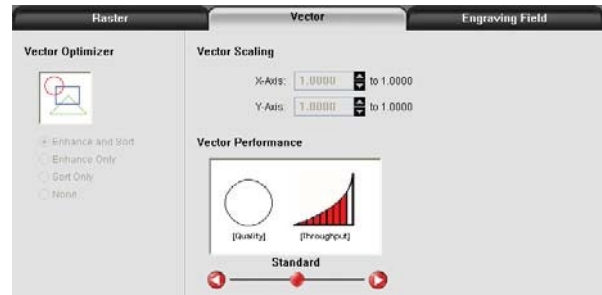 Raster Vector Engraving Field
Vector Optimizer
Enhance and Sort
Enhance Only
Sort Only
None
Vector Scaling
X-Axis: 1.0000 to 1.0000
Y-Axis: 1.0000 to 1.0000
Vector Performance
[Quality] [Throughput]
Standard